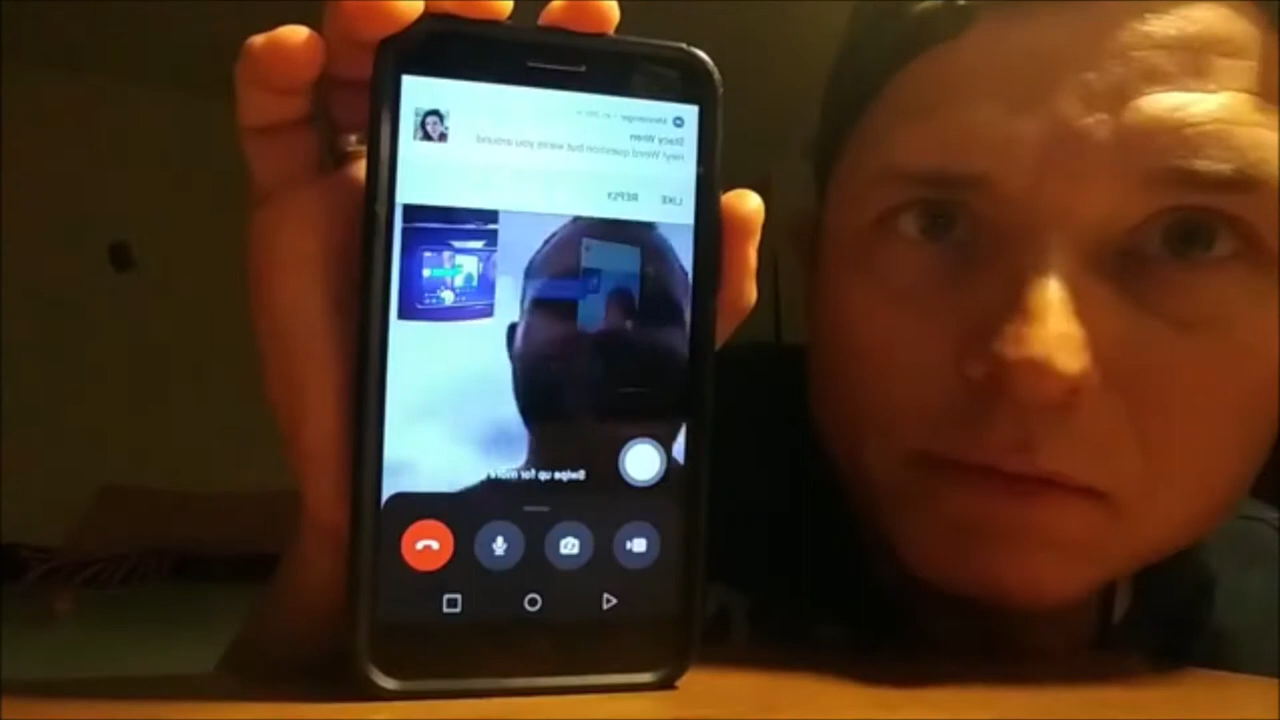 Messenger
Stacy Wren
Hey! Weird question but were you around
LIKE REPLY
Swipe up for more